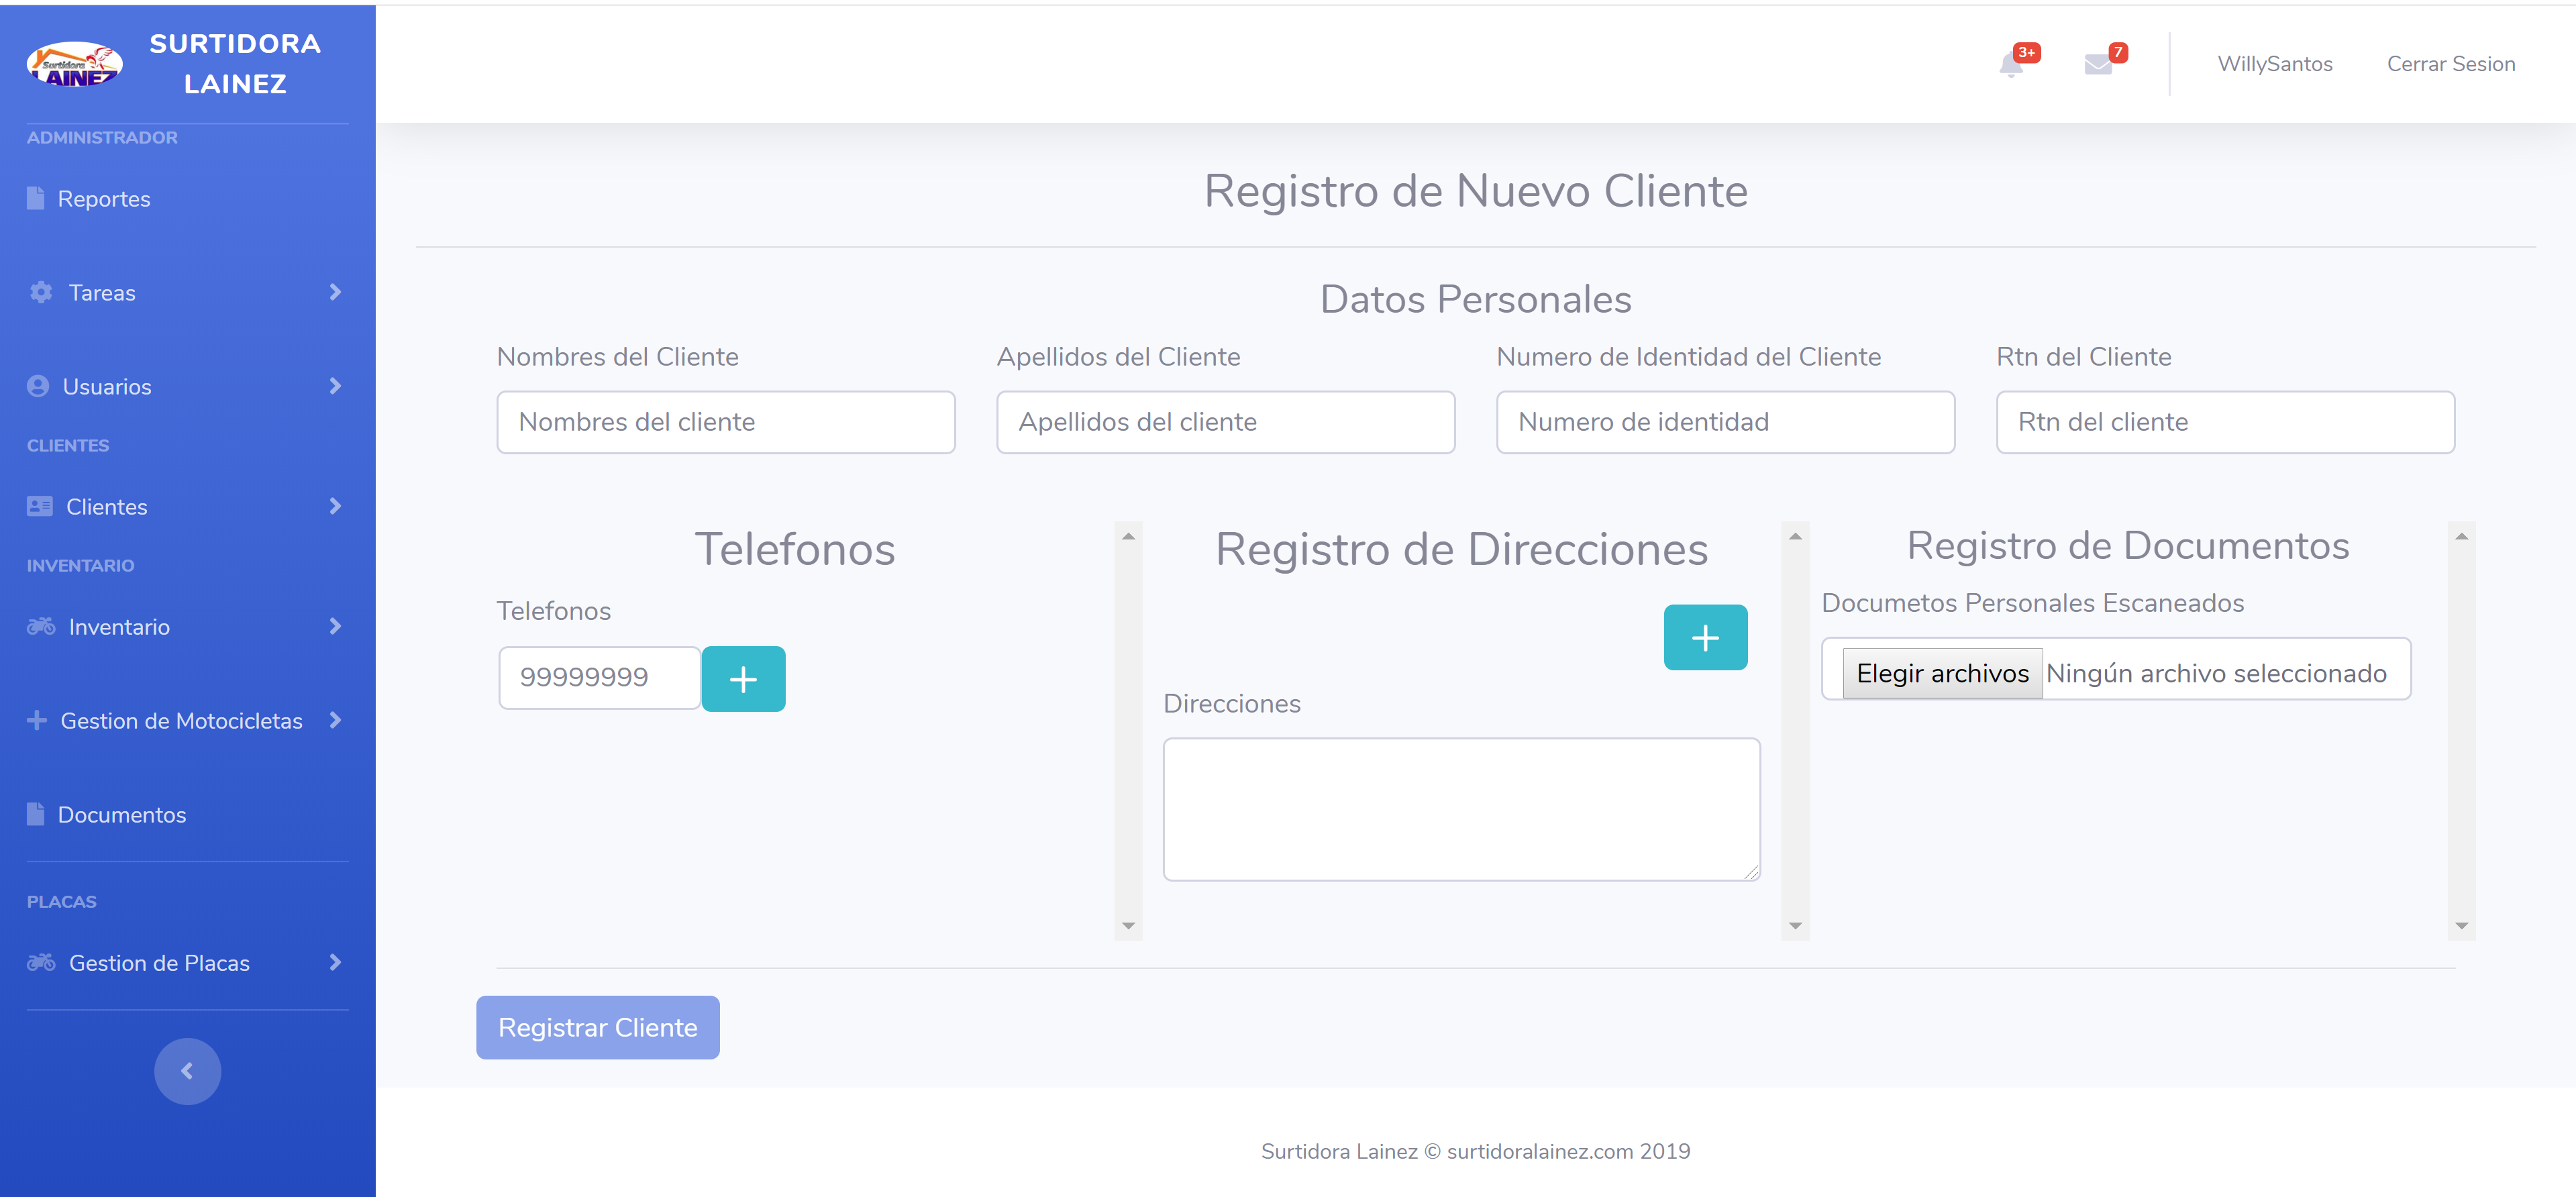 Surtidora
LAINEZ
SURTIDORA
LAINEZ
3+
7
WillySantos
Cerrar Sesion
ADMINISTRADOR
Reportes
Tareas
Usuarios
CLIENTES
Clientes
INVENTARIO
Inventario
Gestion de Motocicletas
Documentos
PLACAS
Gestion de Placas
Registro de Nuevo Cliente
Datos Personales
Nombres del Cliente
Nombres del cliente
Apellidos del Cliente
Apellidos del cliente
Numero de Identidad del Cliente
Numero de identidad
Rtn del Cliente
Rtn del cliente
Telefonos
Telefonos
99999999
Registro de Direcciones
Direcciones
Registro de Documentos
Documetos Personales Escaneados
Elegir archivos Ningún archivo seleccionado
Registrar Cliente
Surtidora Lainez © surtidoralainez.com 2019